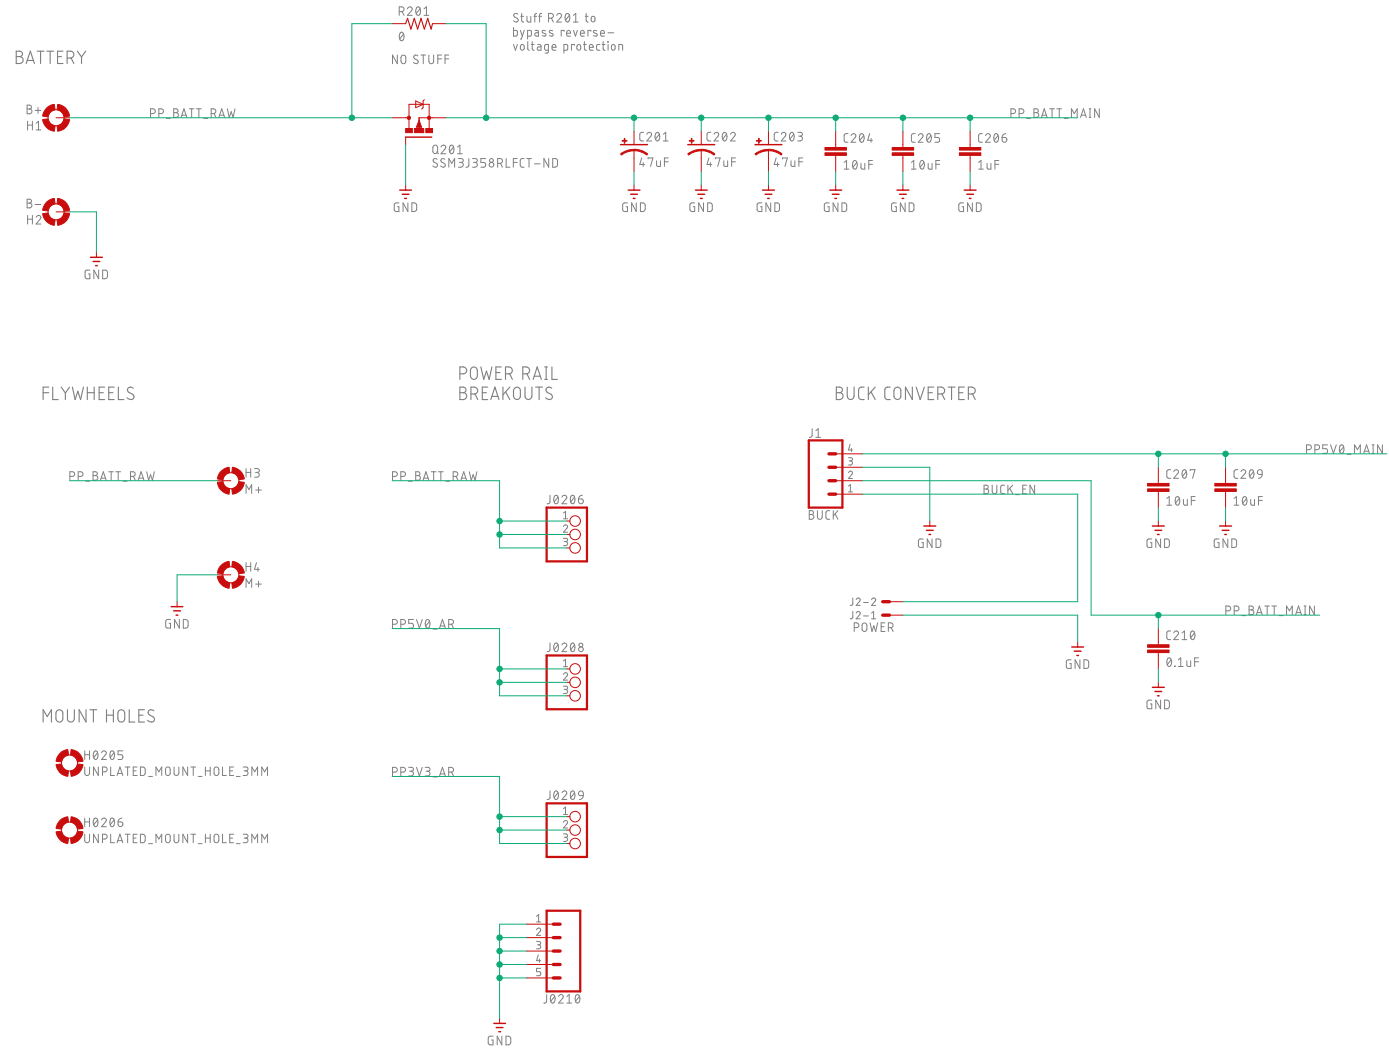 R201
0
NO STUFF
Stuff R201 to
bypass reverse-
voltage protection
BATTERY
B+
H1
PP_BATT_RAW
Q201
SSM3J358RLFCT-ND
GND
PP_BATT_MAIN
C201
47uF
GND
C202
47uF
GND
C203
47uF
GND
C204
10uF
GND
C205
10uF
GND
C206
1uF
GND
B-
H2
GND
FLYWHEELS
PP_BATT_RAW
H3
M+
H4
M+
GND
MOUNT HOLES
H0205
UNPLATED_MOUNT_HOLE_3MM
H0206
UNPLATED_MOUNT_HOLE_3MM
POWER RAIL
BREAKOUTS
PP_BATT_RAW
J0206
1
2
3
PP5V0_AR
J0208
1
2
3
PP3V3_AR
J0209
1
2
3
1
2
3
4
5
J0210
GND
BUCK CONVERTER
J1
4
3
2
1
BUCK
BUCK_EN
GND
PP5V0_MAIN
C207
10uF
GND
C209
10uF
GND
J2-2
J2-1
POWER
GND
PP_BATT_MAIN
C210
0.1uF
GND